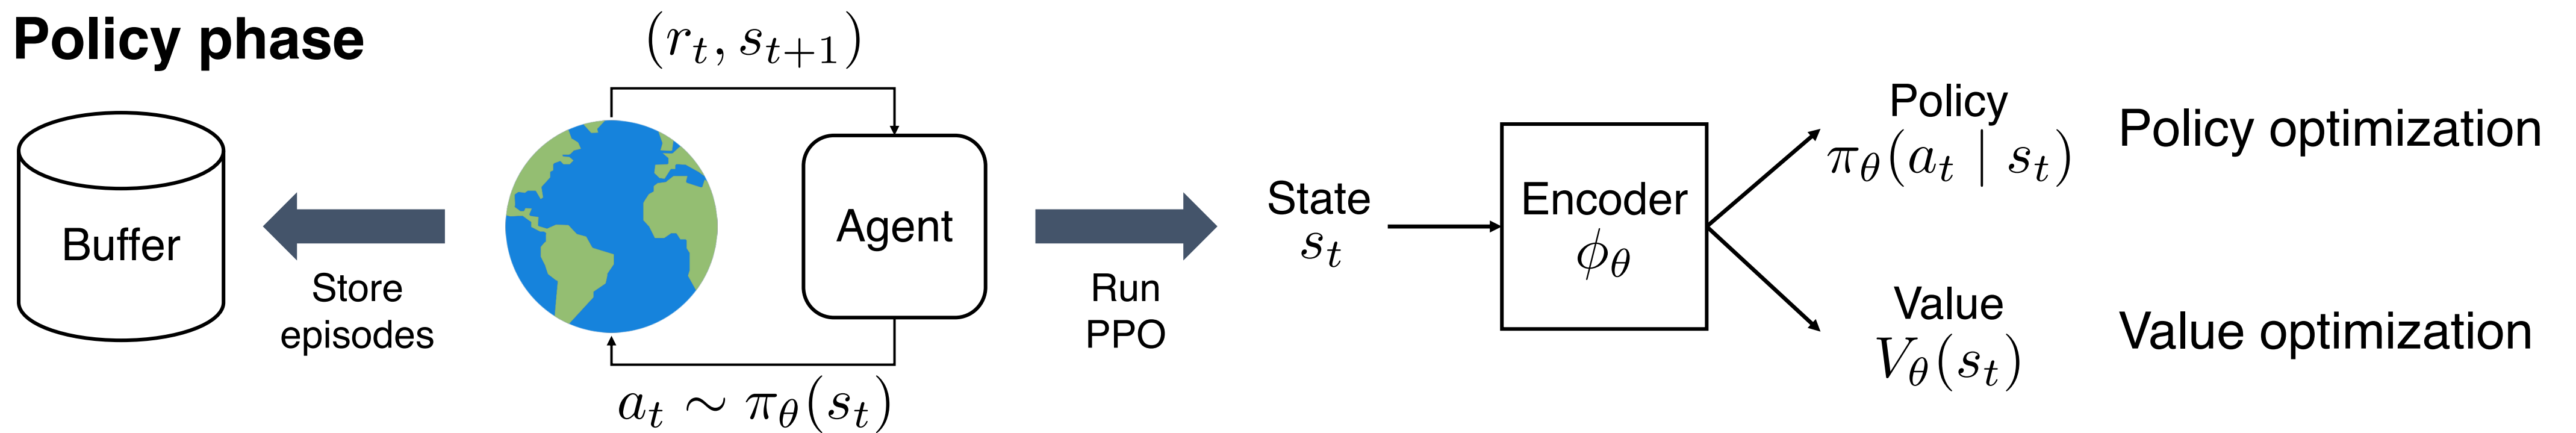 Policy phase
Buffer
Store
episodes
(r_t, s_{t+1})
Agent
a_t ∼ π_θ(s_t)
Run
PPO
State
s_t
Encoder
ϕ_θ
Policy
π_θ(a_t | s_t)
Policy optimization
Value
V_θ(s_t)
Value optimization